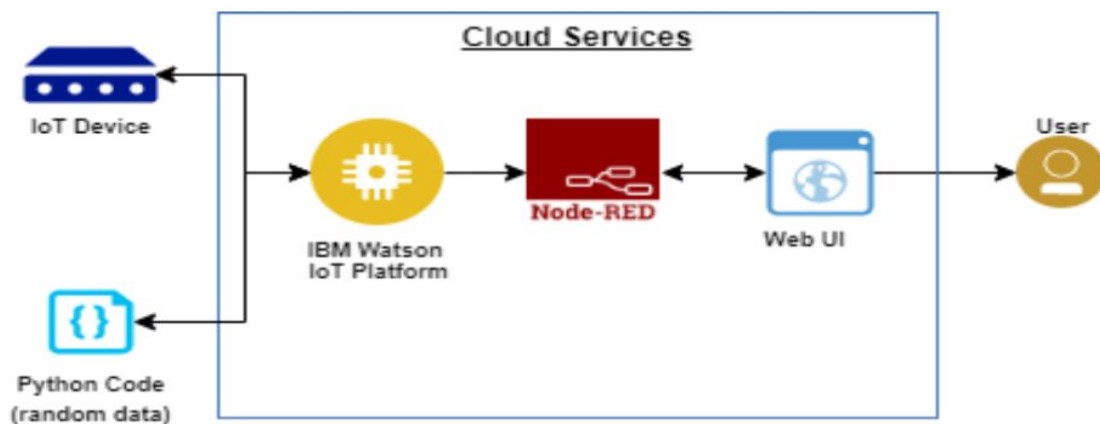 Cloud Services
IoT Device
User
Node-RED
Web UI
IBM Watson
IoT Platform
{ }
Python Code
(random data)